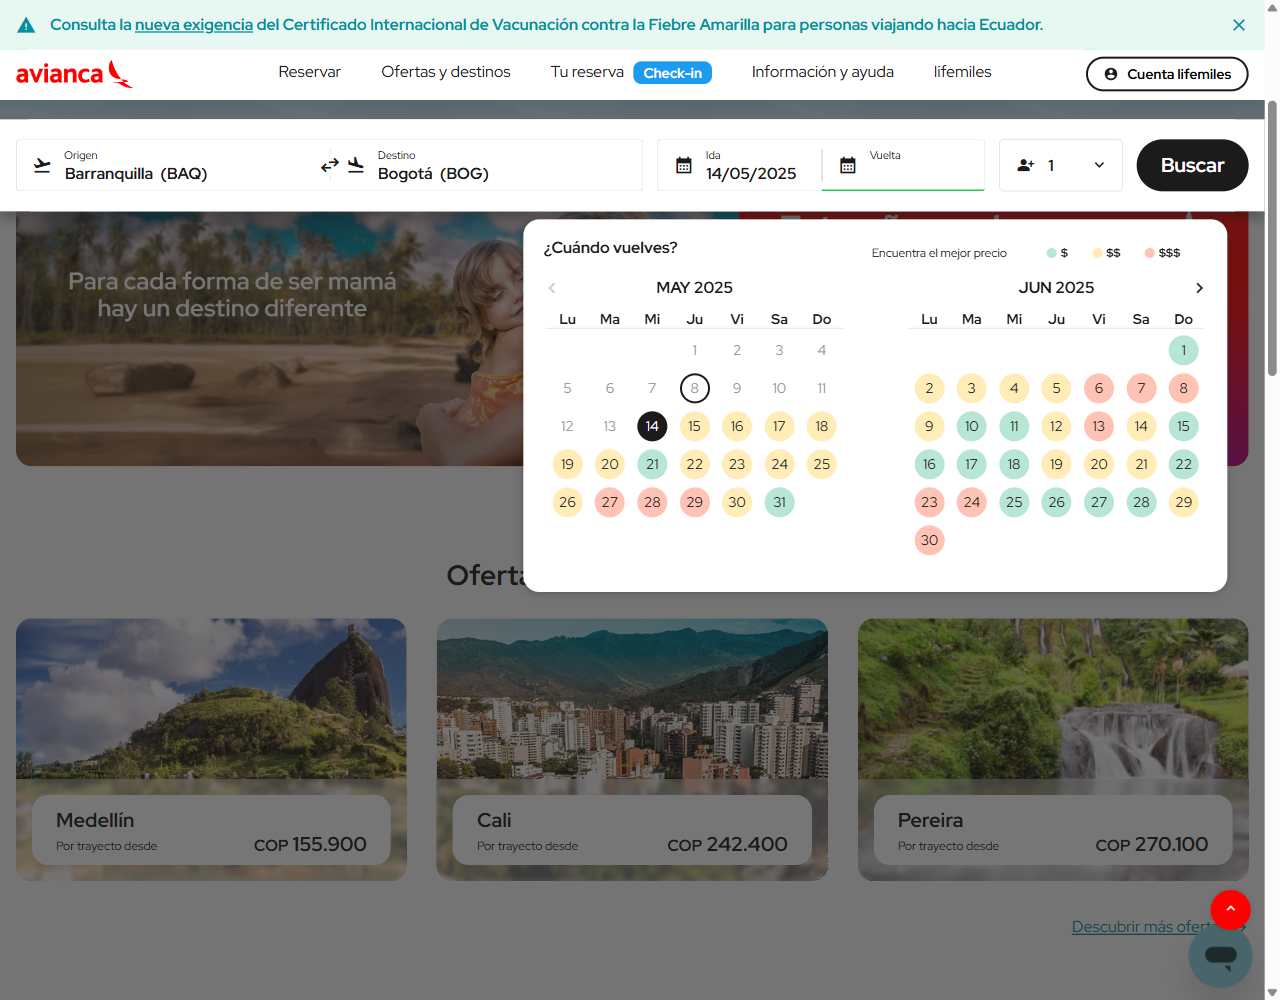 Consulta la nueva exigencia del Certificado Internacional de Vacunación contra la Fiebre Amarilla para personas viajando hacia Ecuador.
avianca
Reservar
Ofertas y destinos
Tu reserva
Check-in
Información y ayuda
lifemiles
Cuenta lifemiles
Origen
Barranquilla (BAQ)
Destino
Bogotá (BOG)
Ida
14/05/2025
Vuelta
1
Buscar
Para cada forma de ser mamá
hay un destino diferente
¿Cuándo vuelves?
Encuentra el mejor precio
$
$$
$$$
MAY 2025
Lu Ma Mi Ju Vi Sa Do
1 2 3 4
5 6 7 8 9 10 11
12 13 14 15 16 17 18
19 20 21 22 23 24 25
26 27 28 29 30 31
JUN 2025
Lu Ma Mi Ju Vi Sa Do
1
2 3 4 5 6 7 8
9 10 11 12 13 14 15
16 17 18 19 20 21 22
23 24 25 26 27 28 29
30
Medellín
Por trayecto desde
COP 155.900
Cali
Por trayecto desde
COP 242.400
Pereira
Por trayecto desde
COP 270.100
Descubrir más